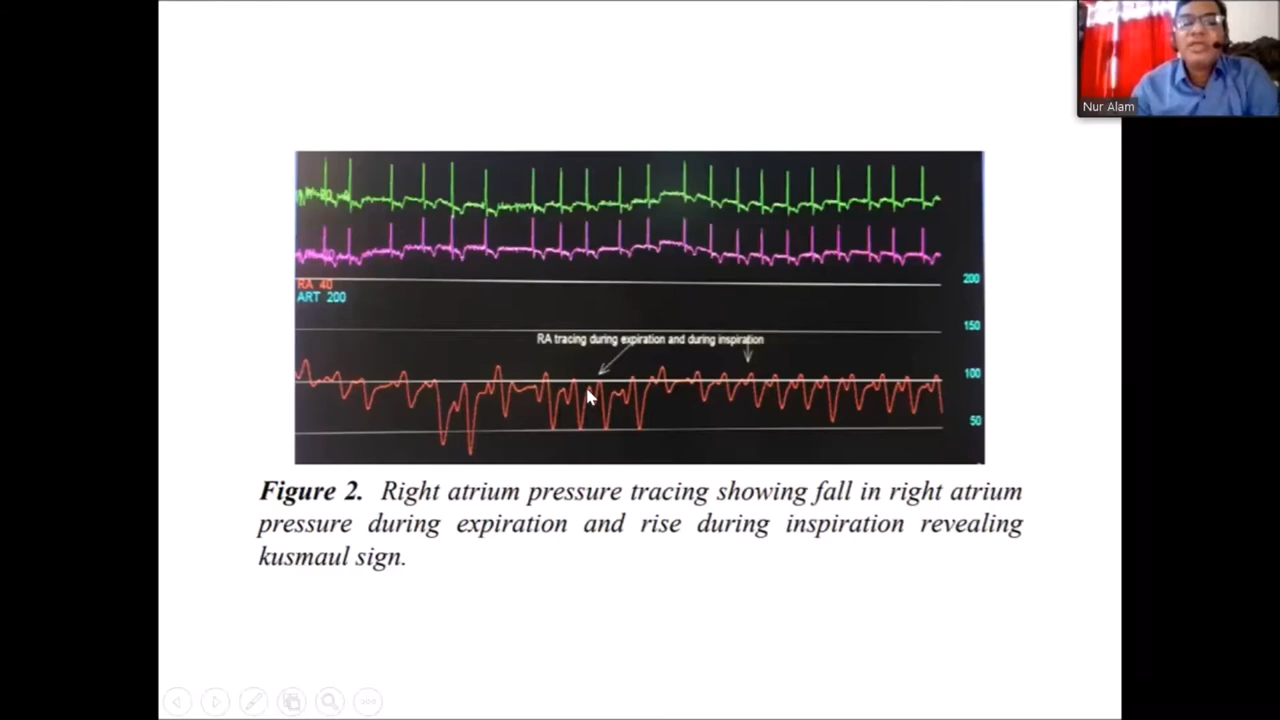 Nur Alam
RA 40
ART 200
200
150
RA tracing during expiration and during inspiration
100
50
Figure 2. Right atrium pressure tracing showing fall in right atrium
pressure during expiration and rise during inspiration revealing
kusmaul sign.